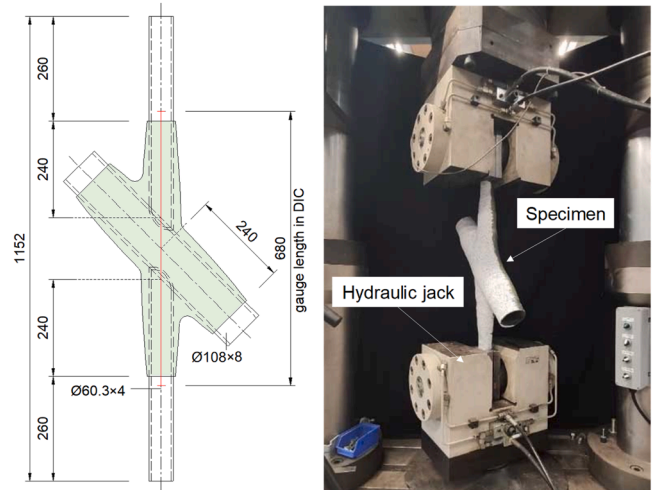 260
240
1152
240
680
gauge length in DIC
240
Ø108×8
Ø60.3×4
260
Specimen
Hydraulic jack